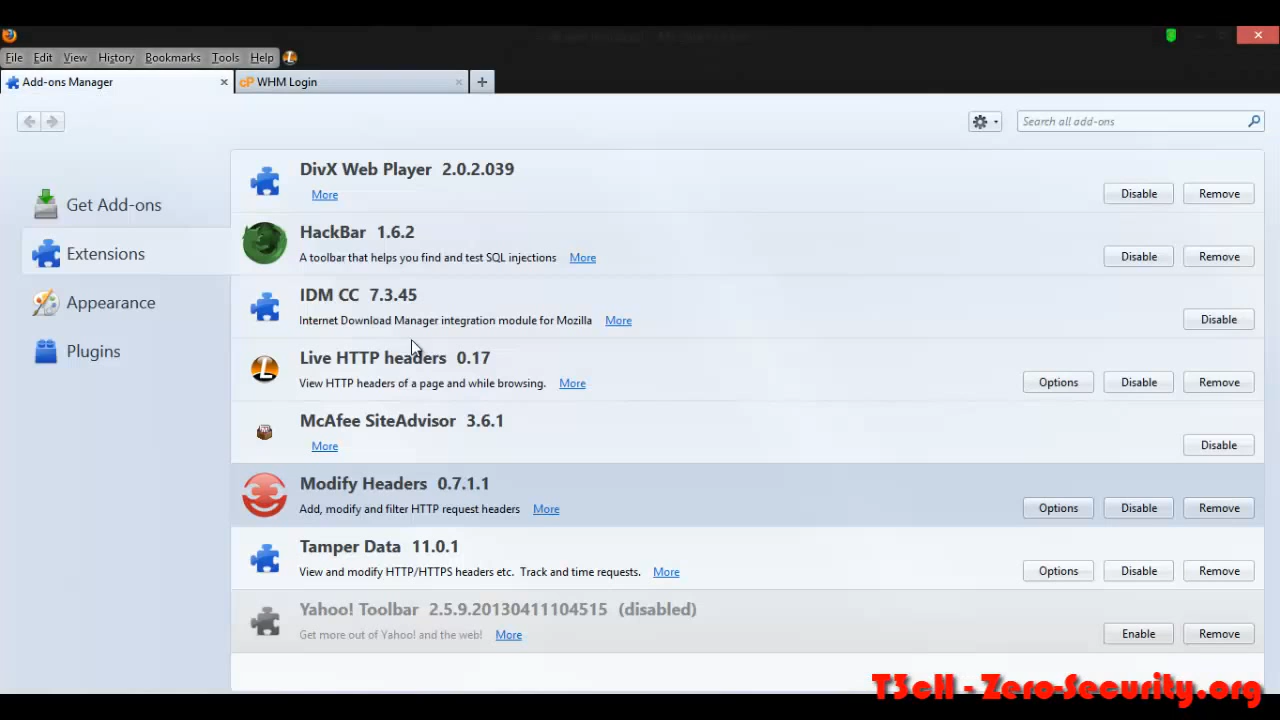 File Edit View History Bookmarks Tools Help
Add-ons Manager
cP WHM Login
Search all add-ons
Get Add-ons
Extensions
Appearance
Plugins
DivX Web Player 2.0.2.039
More
Disable Remove
HackBar 1.6.2
A toolbar that helps you find and test SQL injections More
Disable Remove
IDM CC 7.3.45
Internet Download Manager integration module for Mozilla More
Disable
Live HTTP headers 0.17
View HTTP headers of a page and while browsing. More
Options Disable Remove
McAfee SiteAdvisor 3.6.1
More
Disable
Modify Headers 0.7.1.1
Add, modify and filter HTTP request headers More
Options Disable Remove
Tamper Data 11.0.1
View and modify HTTP/HTTPS headers etc. Track and time requests. More
Options Disable Remove
Yahoo! Toolbar 2.5.9.20130411104515 (disabled)
Get more out of Yahoo! and the web! More
Enable Remove
T3cH - Zero-Security.org